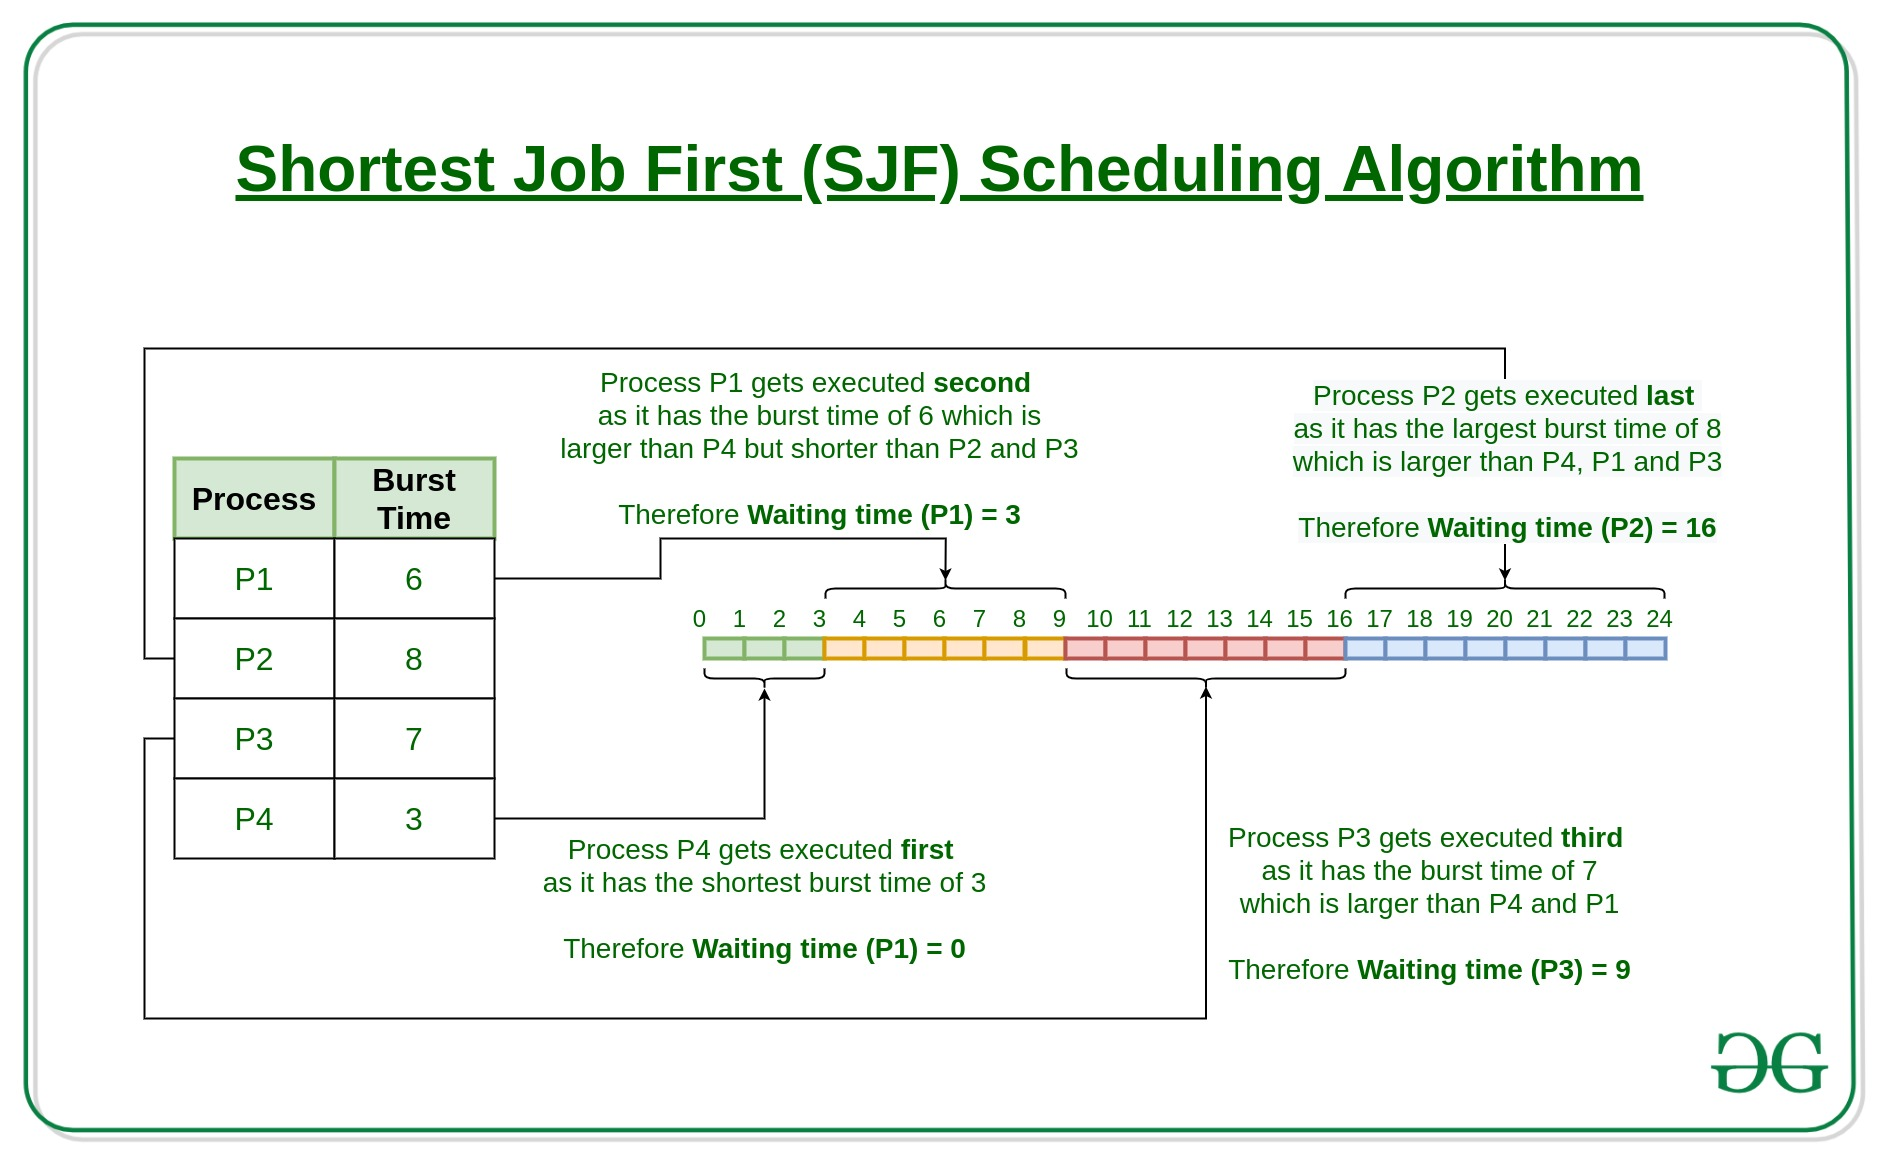 Shortest Job First (SJF) Scheduling Algorithm
Process P1 gets executed second
as it has the burst time of 6 which is
larger than P4 but shorter than P2 and P3
Therefore Waiting time (P1) = 3
Process P2 gets executed last
as it has the largest burst time of 8
which is larger than P4, P1 and P3
Therefore Waiting time (P2) = 16
Process Burst Time
P1 6
P2 8
P3 7
P4 3
0 1 2 3 4 5 6 7 8 9 10 11 12 13 14 15 16 17 18 19 20 21 22 23 24
Process P4 gets executed first
as it has the shortest burst time of 3
Therefore Waiting time (P1) = 0
Process P3 gets executed third
as it has the burst time of 7
which is larger than P4 and P1
Therefore Waiting time (P3) = 9